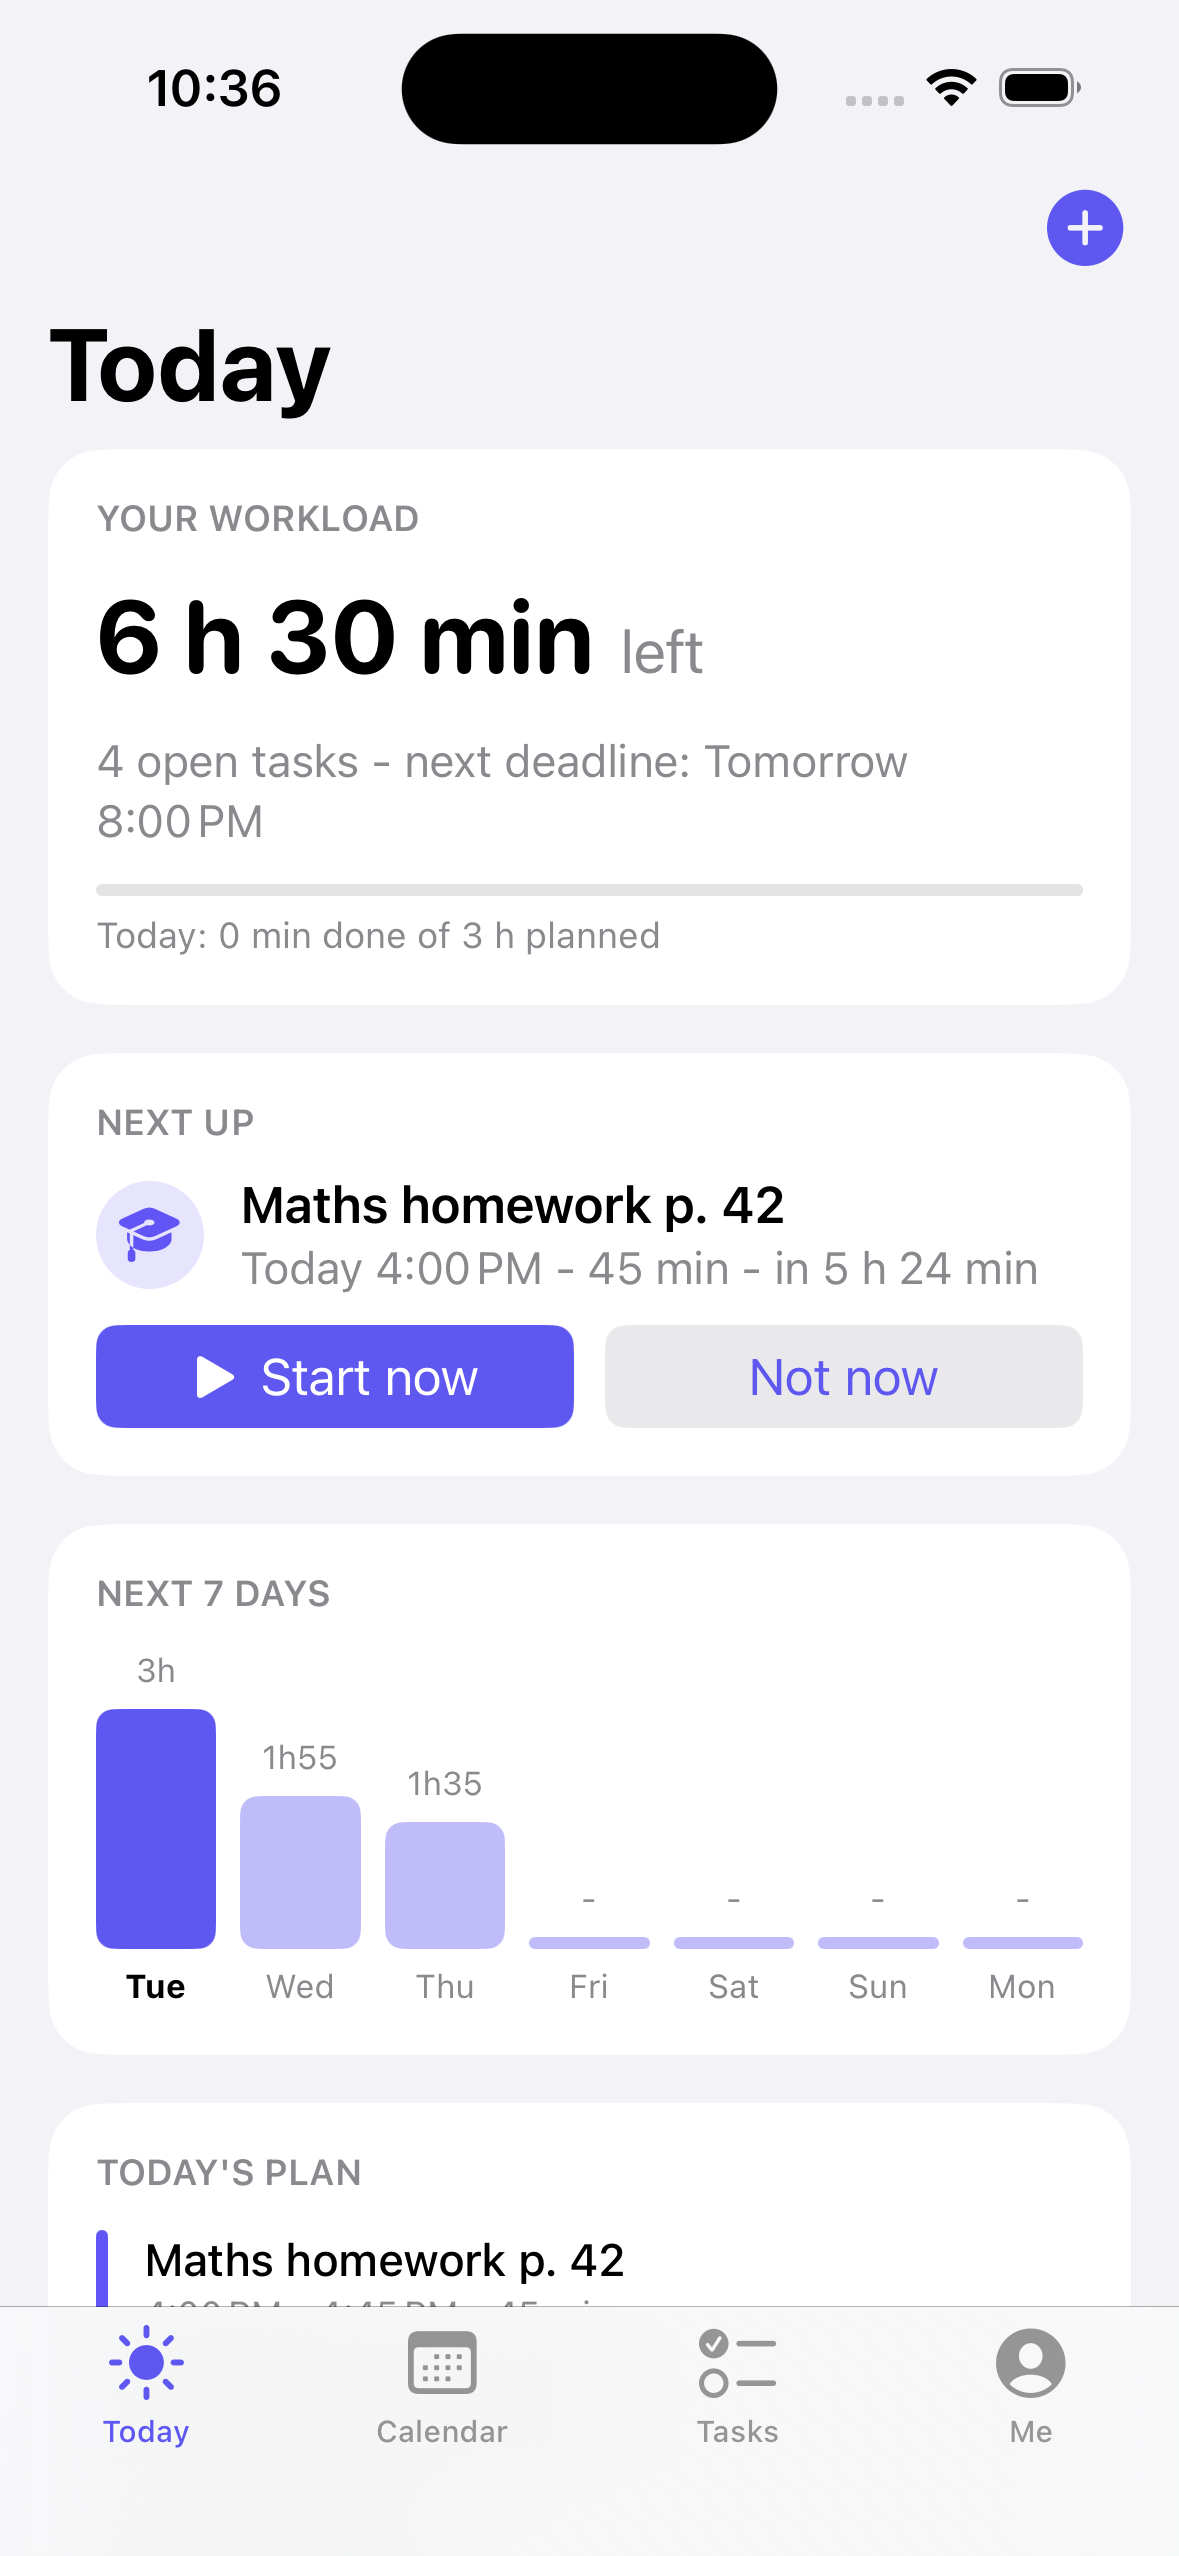 10:36
Today
YOUR WORKLOAD
6 h 30 min left
4 open tasks - next deadline: Tomorrow
8:00 PM
Today: 0 min done of 3 h planned
NEXT UP
Maths homework p. 42
Today 4:00 PM - 45 min - in 5 h 24 min
Start now
Not now
NEXT 7 DAYS
3h
1h55
1h35
- - - -
Tue Wed Thu Fri Sat Sun Mon
TODAY'S PLAN
Maths homework p. 42
Today Calendar Tasks Me